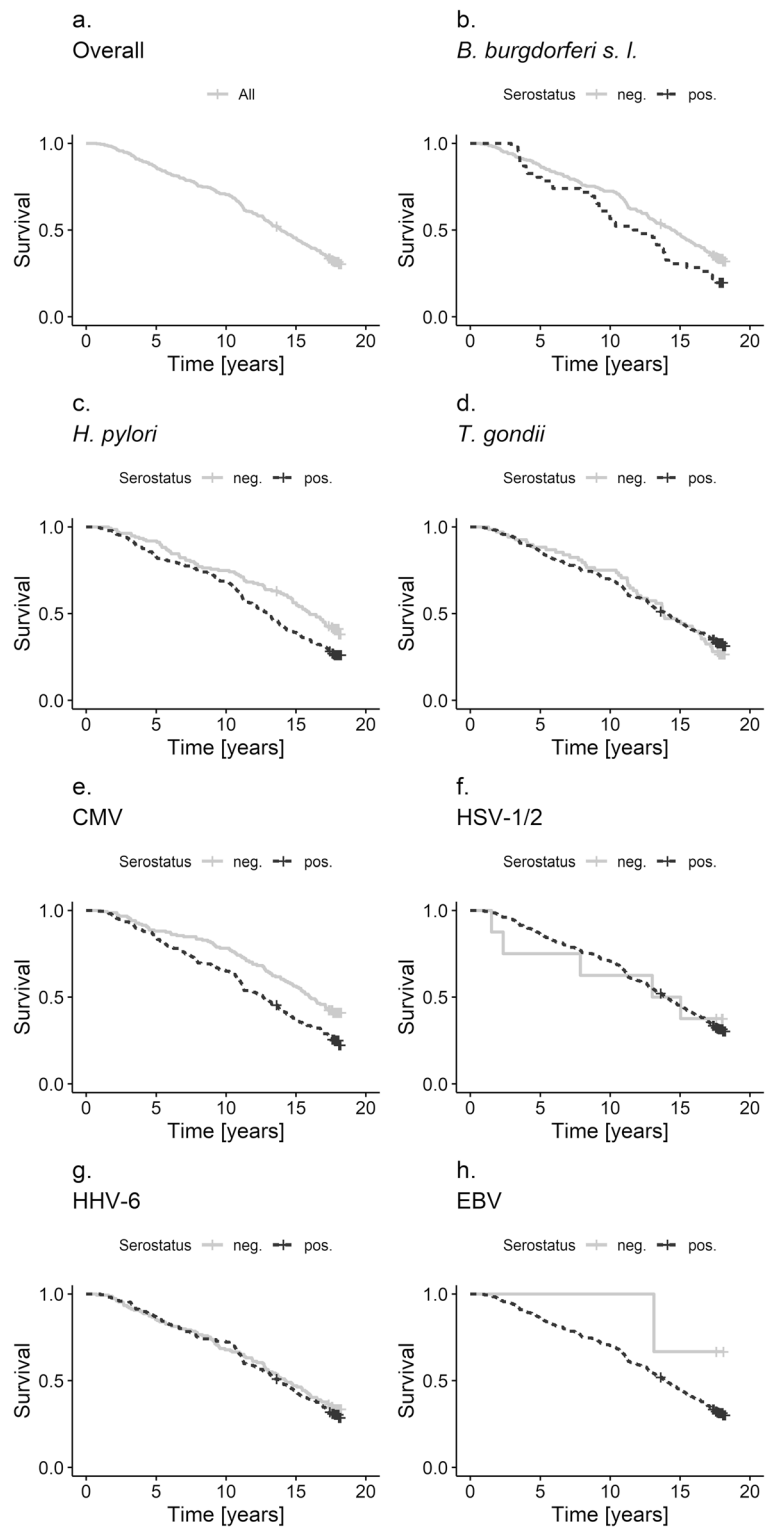 a.
Overall
All
1.0
0.5
0.0
Survival
0 5 10 15 20
Time [years]
b.
B. burgdorferi s. l.
Serostatus neg. pos.
1.0
0.5
0.0
Survival
0 5 10 15 20
Time [years]
c.
H. pylori
Serostatus neg. pos.
1.0
0.5
0.0
Survival
0 5 10 15 20
Time [years]
d.
T. gondii
Serostatus neg. pos.
1.0
0.5
0.0
Survival
0 5 10 15 20
Time [years]
e.
CMV
Serostatus neg. pos.
1.0
0.5
0.0
Survival
0 5 10 15 20
Time [years]
f.
HSV-1/2
Serostatus neg. pos.
1.0
0.5
0.0
Survival
0 5 10 15 20
Time [years]
g.
HHV-6
Serostatus neg. pos.
1.0
0.5
0.0
Survival
0 5 10 15 20
Time [years]
h.
EBV
Serostatus neg. pos.
1.0
0.5
0.0
Survival
0 5 10 15 20
Time [years]